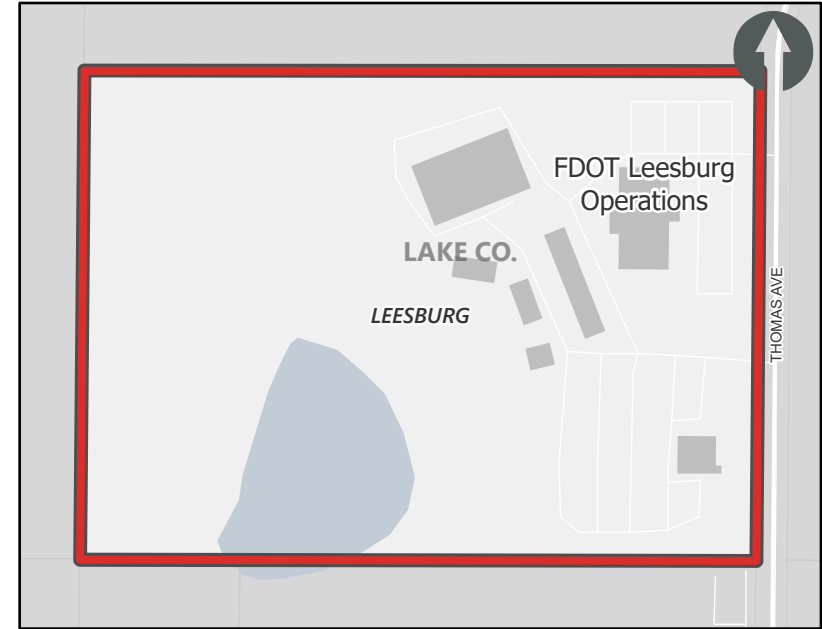 FDOT Leesburg
Operations
LAKE CO.
LEESBURG
THOMAS AVE